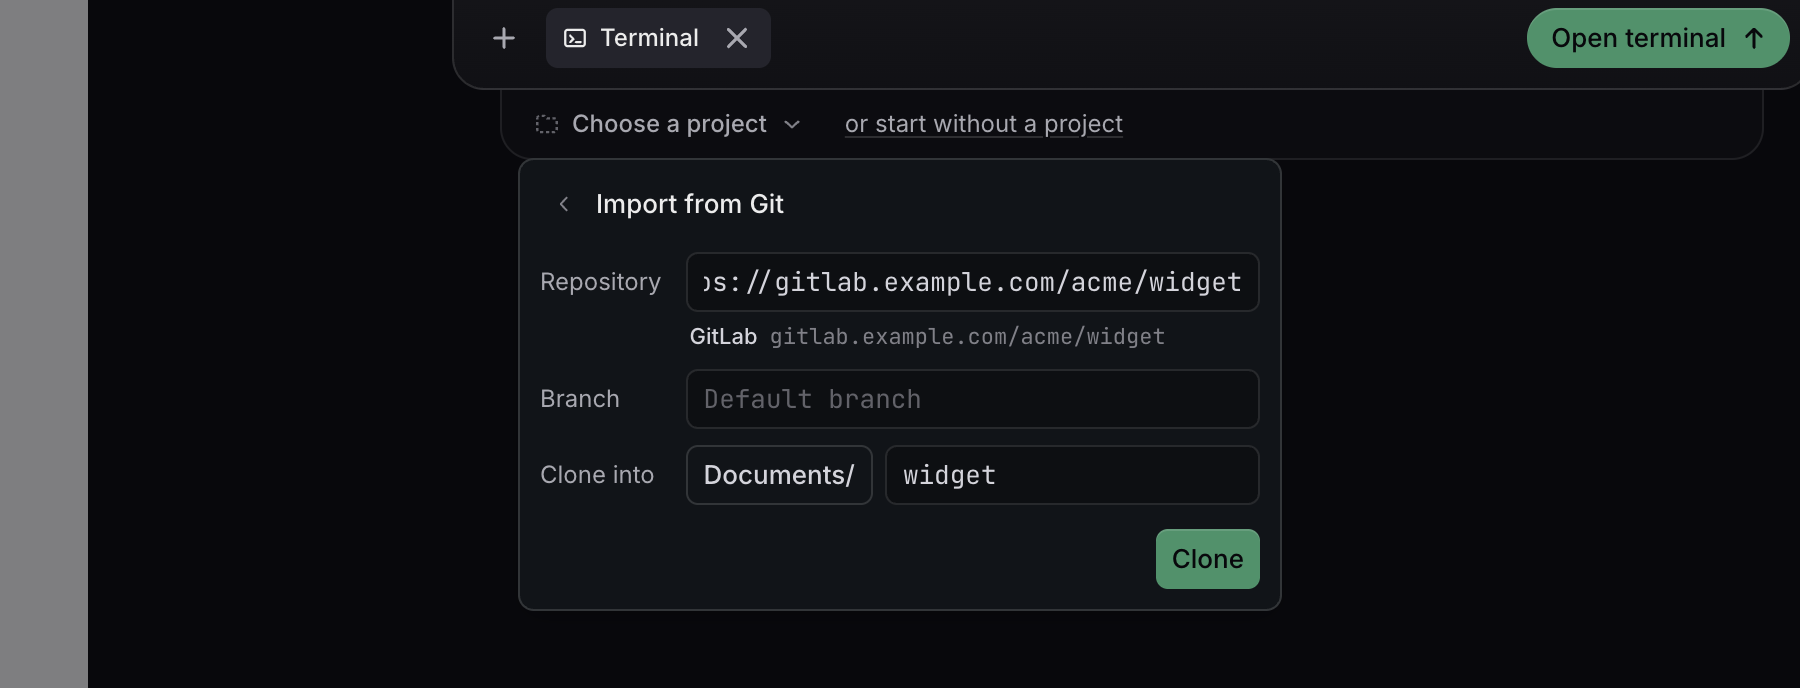 Terminal
Open terminal
Choose a project
or start without a project
Import from Git
Repository
ps://gitlab.example.com/acme/widget
GitLab gitlab.example.com/acme/widget
Branch
Default branch
Clone into
Documents/
widget
Clone